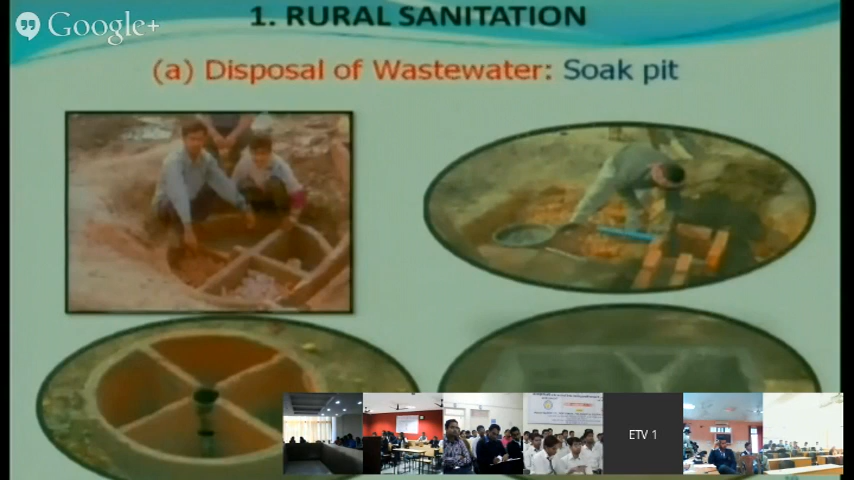 Google+
1. RURAL SANITATION
(a) Disposal of Wastewater: Soak pit
ETV 1